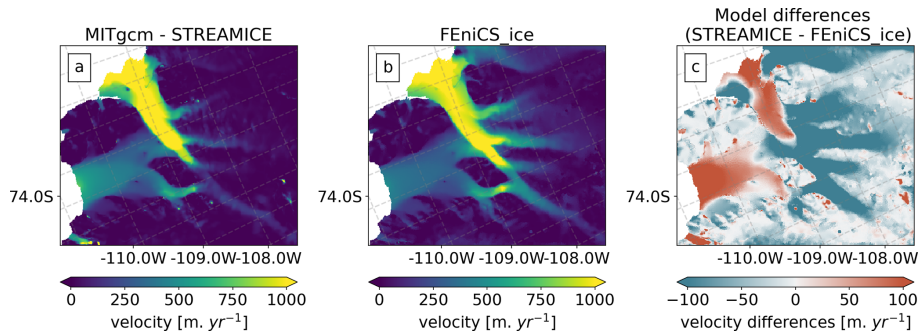 MITgcm - STREAMICE
FEniCS_ice
Model differences
(STREAMICE - FEniCS_ice)
a
b
c
74.0S
74.0S
74.0S
-110.0W -109.0W -108.0W
-110.0W -109.0W -108.0W
-110.0W -109.0W -108.0W
0 250 500 750 1000
0 250 500 750 1000
−100 −50 0 50 100
velocity [m. yr⁻¹]
velocity [m. yr⁻¹]
velocity differences [m. yr⁻¹]